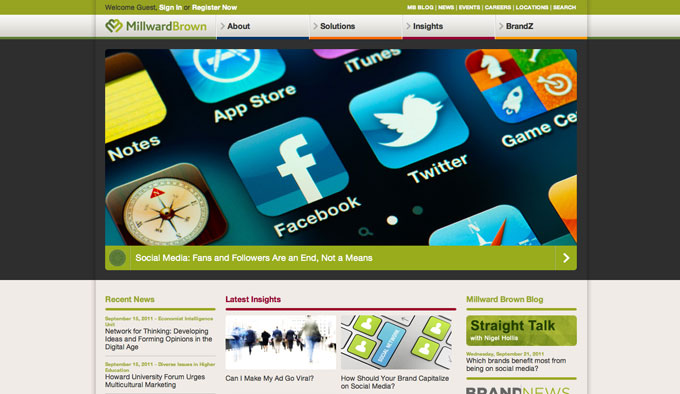 Welcome Guest, Sign In or Register Now
MB BLOG | NEWS | EVENTS | CAREERS | LOCATIONS | SEARCH
MillwardBrown
About
Solutions
Insights
BrandZ
iTunes
App Store
Notes
Game Ce
Twitter
Facebook
Social Media: Fans and Followers Are an End, Not a Means
Recent News
September 15, 2011 - Economist Intelligence
Unit
Network for Thinking: Developing
Ideas and Forming Opinions in the
Digital Age
September 15, 2011 - Diverse Issues in Higher
Education
Howard University Forum Urges
Multicultural Marketing
Latest Insights
SOCIAL NETWORK
Can I Make My Ad Go Viral?
How Should Your Brand Capitalize
on Social Media?
Millward Brown Blog
Straight Talk
with Nigel Hollis
Wednesday, September 21, 2011
Which brands benefit most from
being on social media?
BRANDNEWS